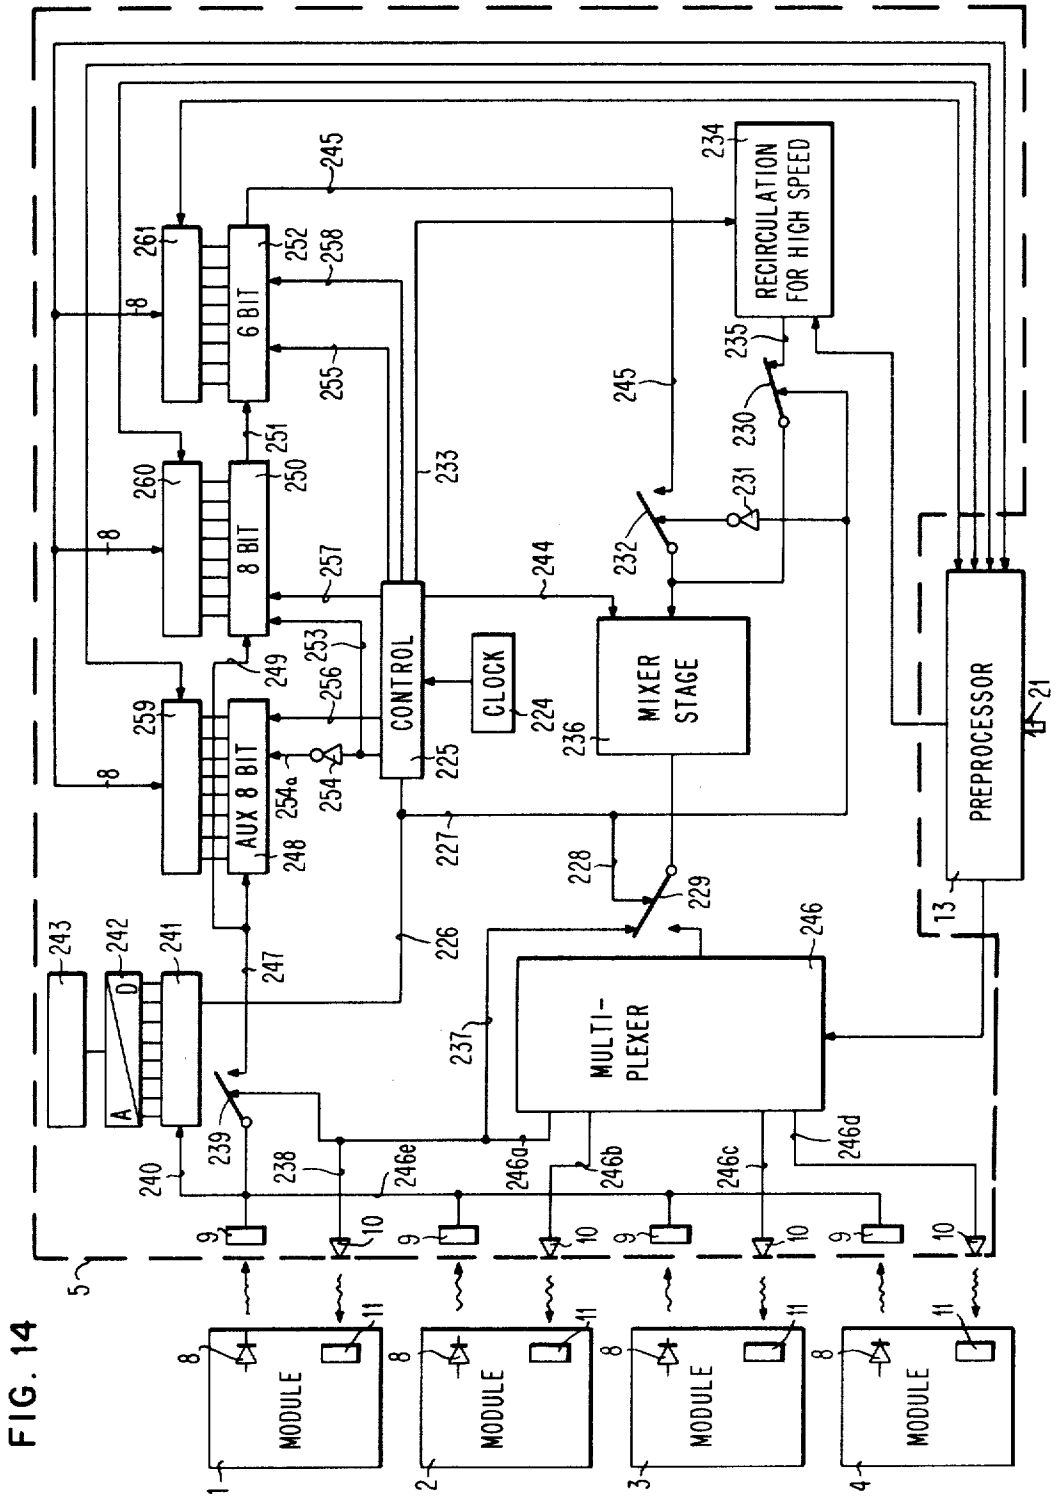 FIG. 14
5
243
242
A
D
241
240
239
247
226
238
246e
246a
246b
246c
246d
237
MULTI-
PLEXER
246
229
228
227
9
10
9
10
9
10
9
10
8
11
MODULE
1
8
11
MODULE
2
8
11
MODULE
3
8
11
MODULE
4
259
AUX 8 BIT
248
8
249
254a
254
256
253
257
260
8 BIT
250
8
251
261
6 BIT
252
8
255
258
245
245
CONTROL
225
CLOCK
224
233
244
MIXER
STAGE
236
232
231
230
235
RECIRCULATION
FOR HIGH SPEED
234
PREPROCESSOR
13
21